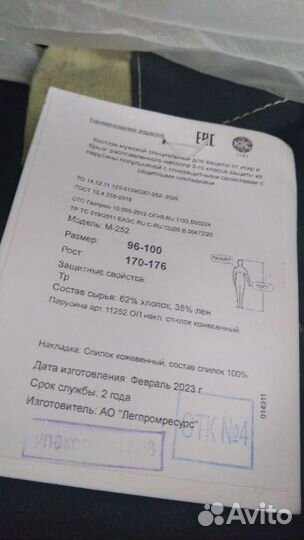 Наименование изделия:
ЕАС
Костюм мужской специальный для защиты от искр и
брызг расплавленного металла 3-го класса защиты из
парусины полульняной с огнезащитными свойствами с
защитными накладками
ТО 14.12.11.120-51390287-252- 2020
ГОСТ 12.4.250-2019
СТС Газпром 10-005-2012 ОГН9.RU.1103.В00224
ТР ТС 019/2011 ЕАЭС RU С-RU.СШ03.В.00472/20
Модель: М-252
Размер:
96-100
Рост
170-176
Защитные свойства:
Тр
Состав сырья: 62% хлопок, 38% лен
Парусина арт.11252 ОП накл. спилок кожевенный
Накладка: Спилок кожевенный, состав спилок 100%
Дата изготовления: Февраль 2023 г
Срок службы: 2 года
Изготовитель: АО "Легпромресурс"
014911
ОТК №4
Avito